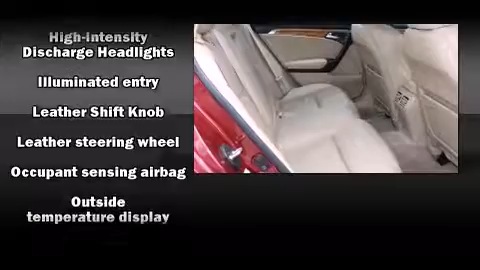 High-intensity
Discharge Headlights
Illuminated entry
Leather Shift Knob
Leather steering wheel
Occupant sensing airbag
Outside
temperature display